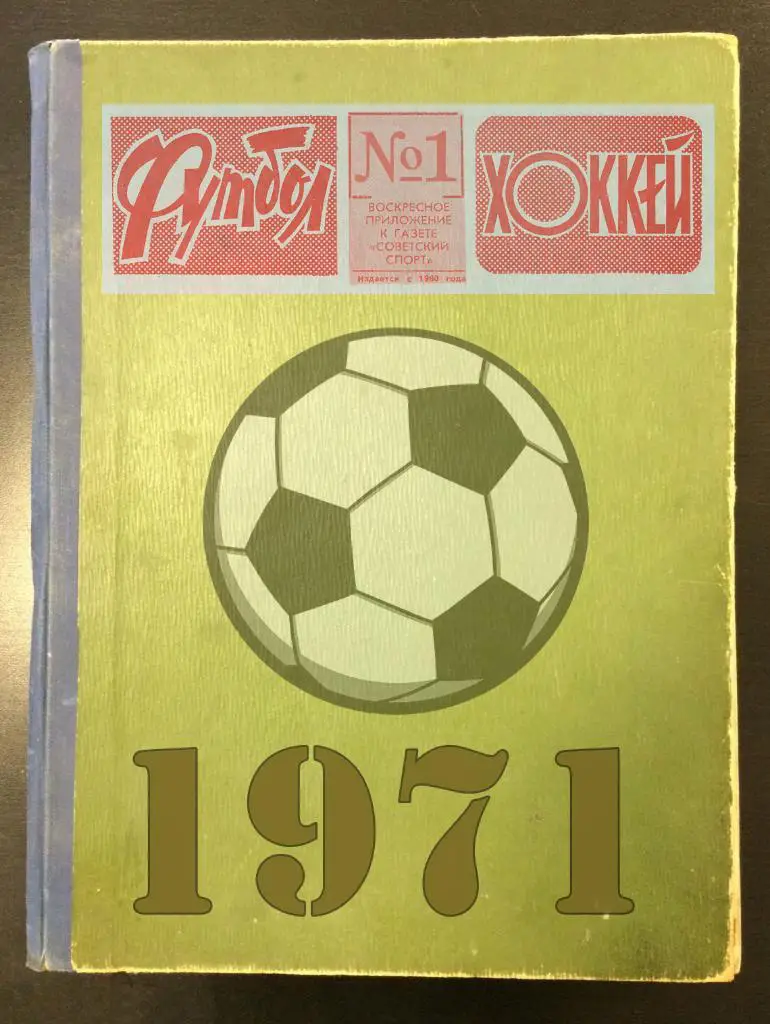 Футбол
№1
ВОСКРЕСНОЕ
ПРИЛОЖЕНИЕ
К ГАЗЕТЕ
«СОВЕТСКИЙ
СПОРТ»
Издается с 1960 года
ХОККЕЙ
1971